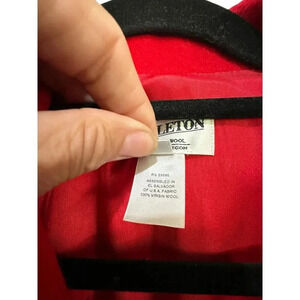 LETON
WOOL
ASSEMBLED IN
EL SALVADOR
OF U.S.A. FABRIC
100% VIRGIN WOOL